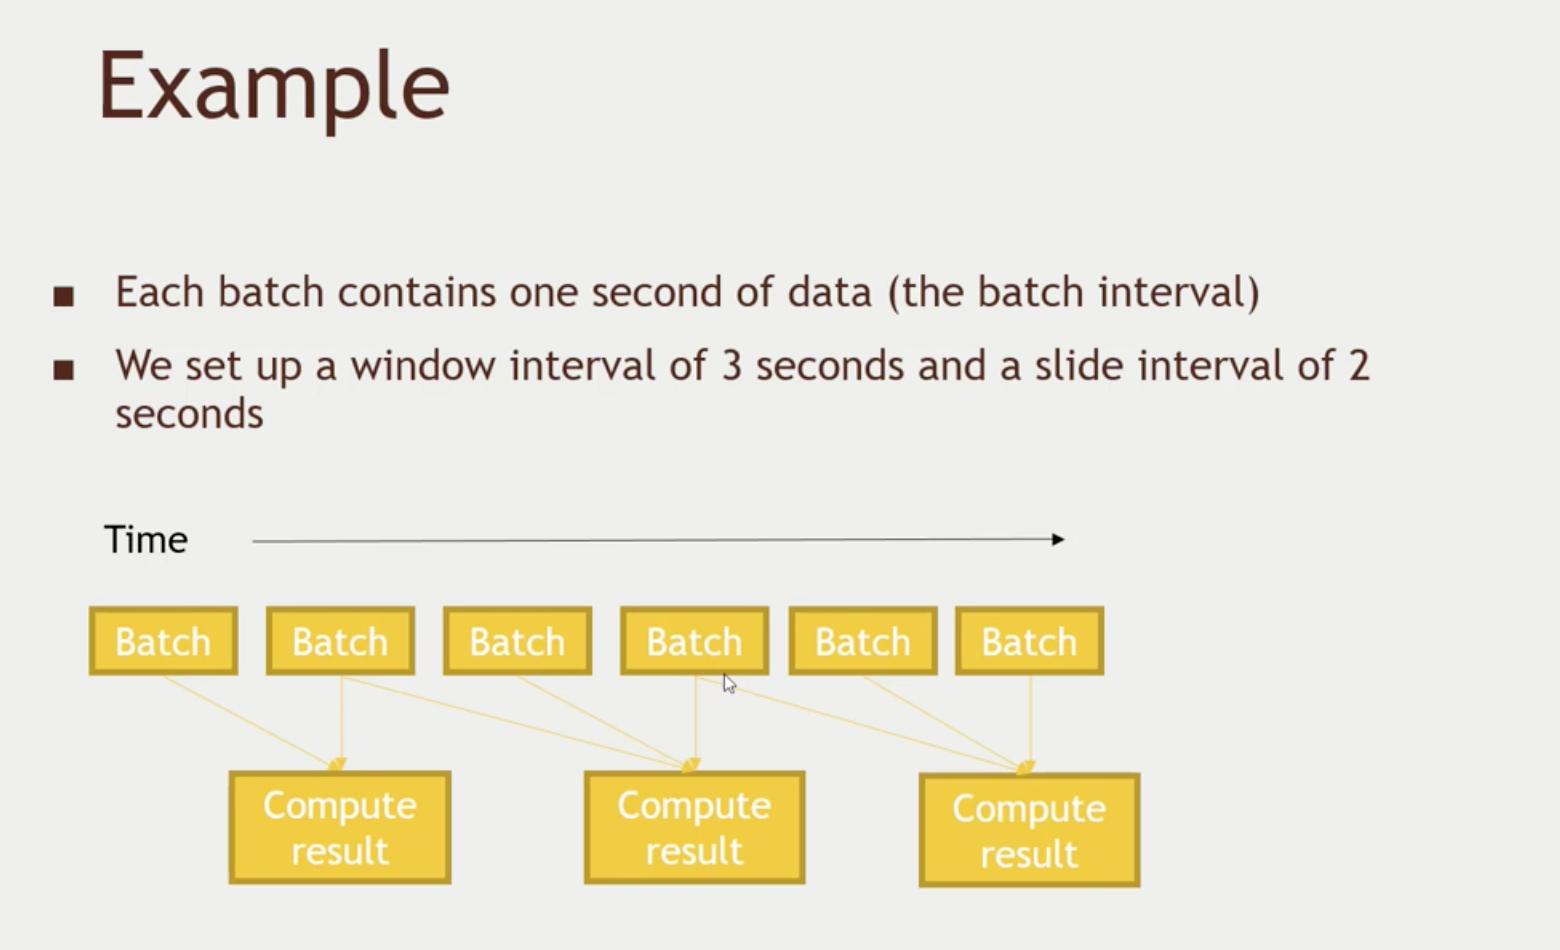 Example
Each batch contains one second of data (the batch interval)
We set up a window interval of 3 seconds and a slide interval of 2
seconds
Time
Batch Batch Batch Batch Batch Batch
Compute Compute Compute
result result result